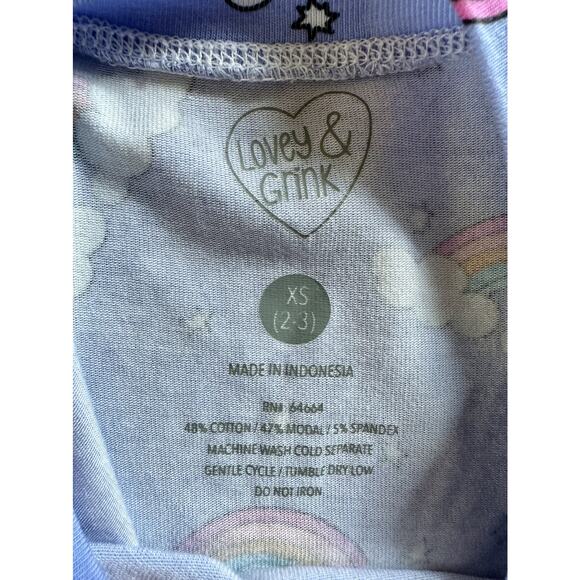 Lovey &
Grink
XS
(2-3)
MADE IN INDONESIA
RN# 64664
48% COTTON / 47% MODAL / 5% SPANDEX
MACHINE WASH COLD SEPARATE
GENTLE CYCLE / TUMBLE DRY LOW
DO NOT IRON